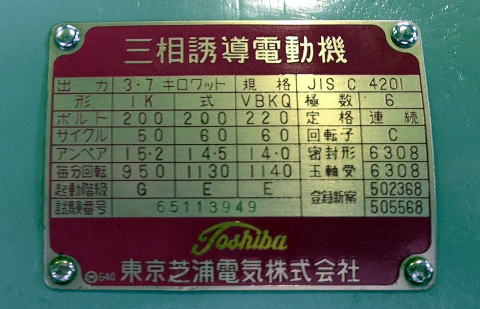 三相誘導電動機
出力 3・7 キロワット 規格 JIS C 4201
形 IK 式 VBKQ 極数 6
ボルト 200 200 220 定格 連続
サイクル 50 60 60 回転子 C
アンペア 15・2 14・5 14・0 密封形 6308
毎分回転 950 1130 1140 玉軸受 6308
起動階級 G E E 登録新案 502368
試験番号 65113949 505568
Toshiba
640 東京芝浦電気株式会社